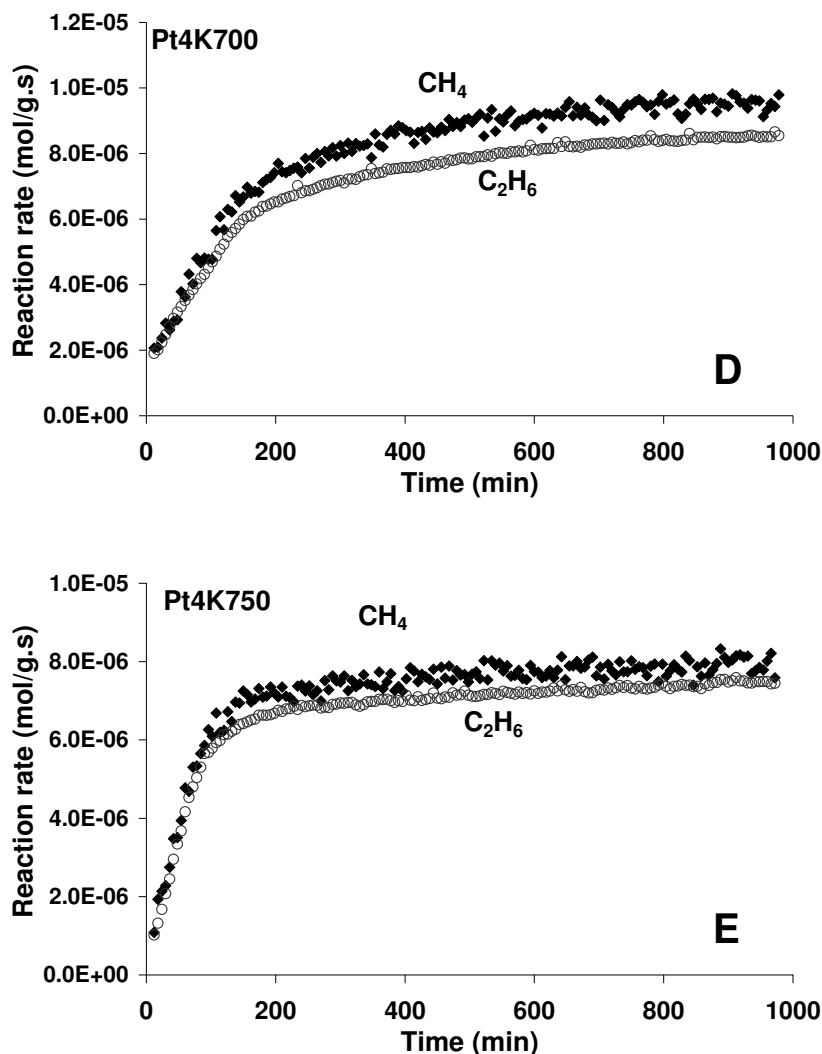 1.2E-05
Pt4K700
1.0E-05
CH₄
8.0E-06
C₂H₆
6.0E-06
4.0E-06
2.0E-06
D
0.0E+00
Reaction rate (mol/g.s)
0 200 400 600 800 1000
Time (min)
1.0E-05
Pt4K750
CH₄
8.0E-06
C₂H₆
6.0E-06
4.0E-06
2.0E-06
E
0.0E+00
Reaction rate (mol/g.s)
0 200 400 600 800 1000
Time (min)